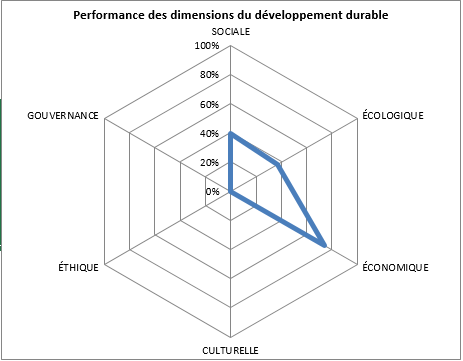 Performance des dimensions du développement durable
SOCIALE
100%
80%
60%
40%
20%
0%
GOUVERNANCE
ÉCOLOGIQUE
ÉTHIQUE
ÉCONOMIQUE
CULTURELLE